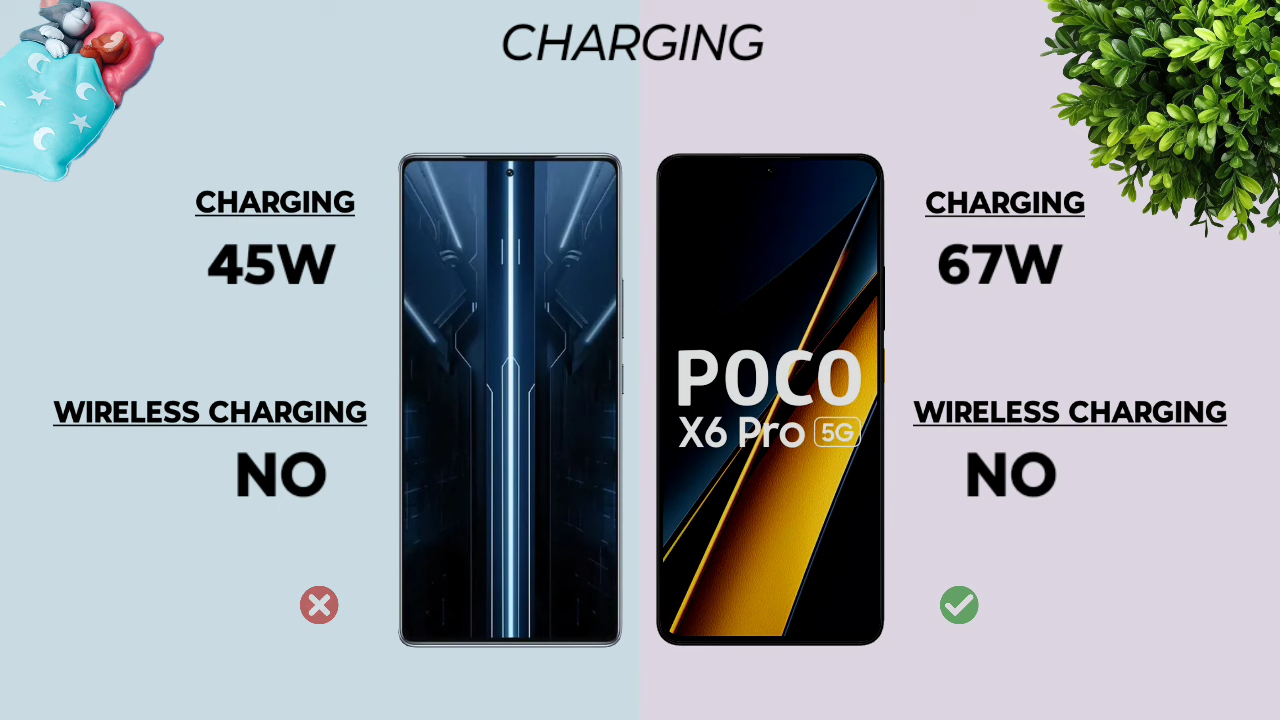 CHARGING
CHARGING
45W
WIRELESS CHARGING
NO
POCO
X6 Pro 5G
CHARGING
67W
WIRELESS CHARGING
NO